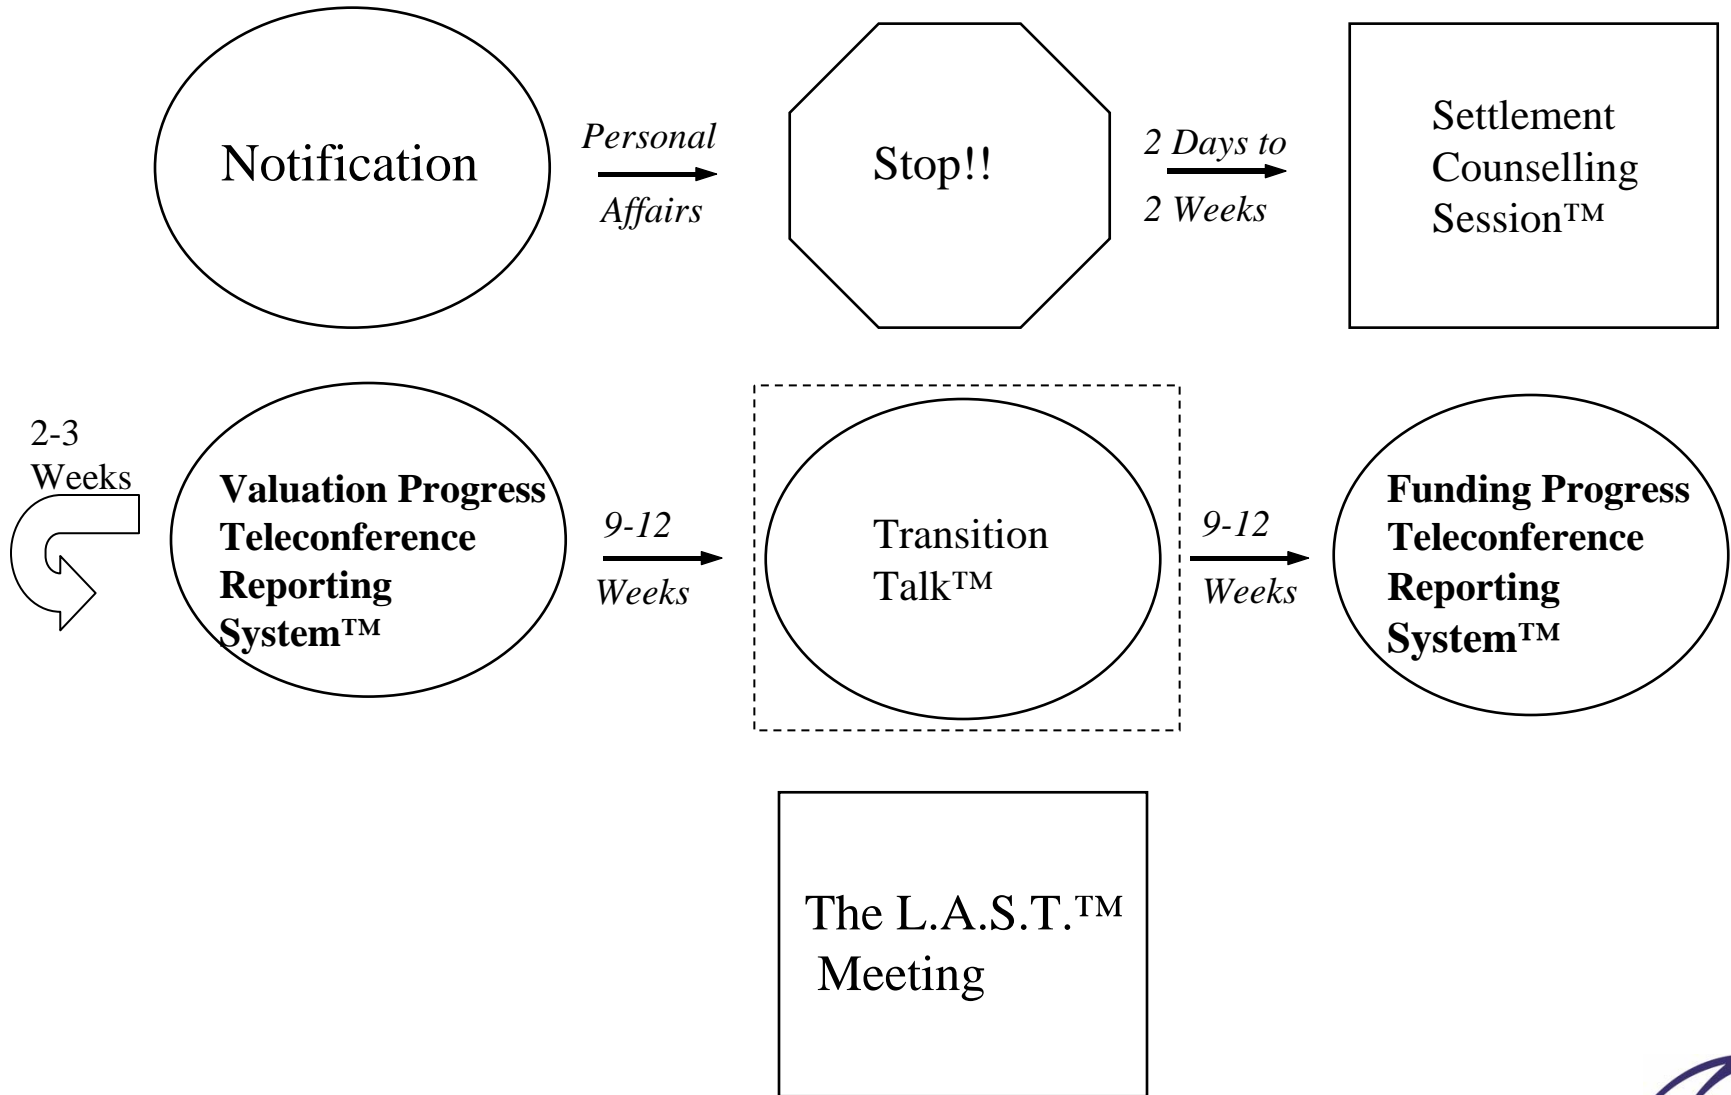 Notification
Personal
Affairs
Stop!!
2 Days to
2 Weeks
Settlement
Counselling
Session™
2-3
Weeks
Valuation Progress
Teleconference
Reporting
System™
9-12
Weeks
Transition
Talk™
9-12
Weeks
Funding Progress
Teleconference
Reporting
System™
The L.A.S.T.™
Meeting